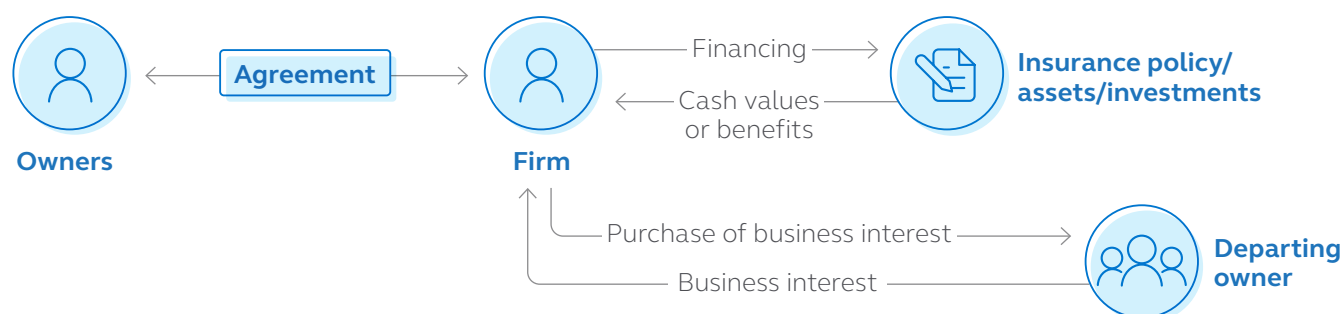 Financing
Agreement
Insurance policy/
assets/investments
Cash values
or benefits
Owners
Firm
Purchase of business interest
Departing
owner
Business interest